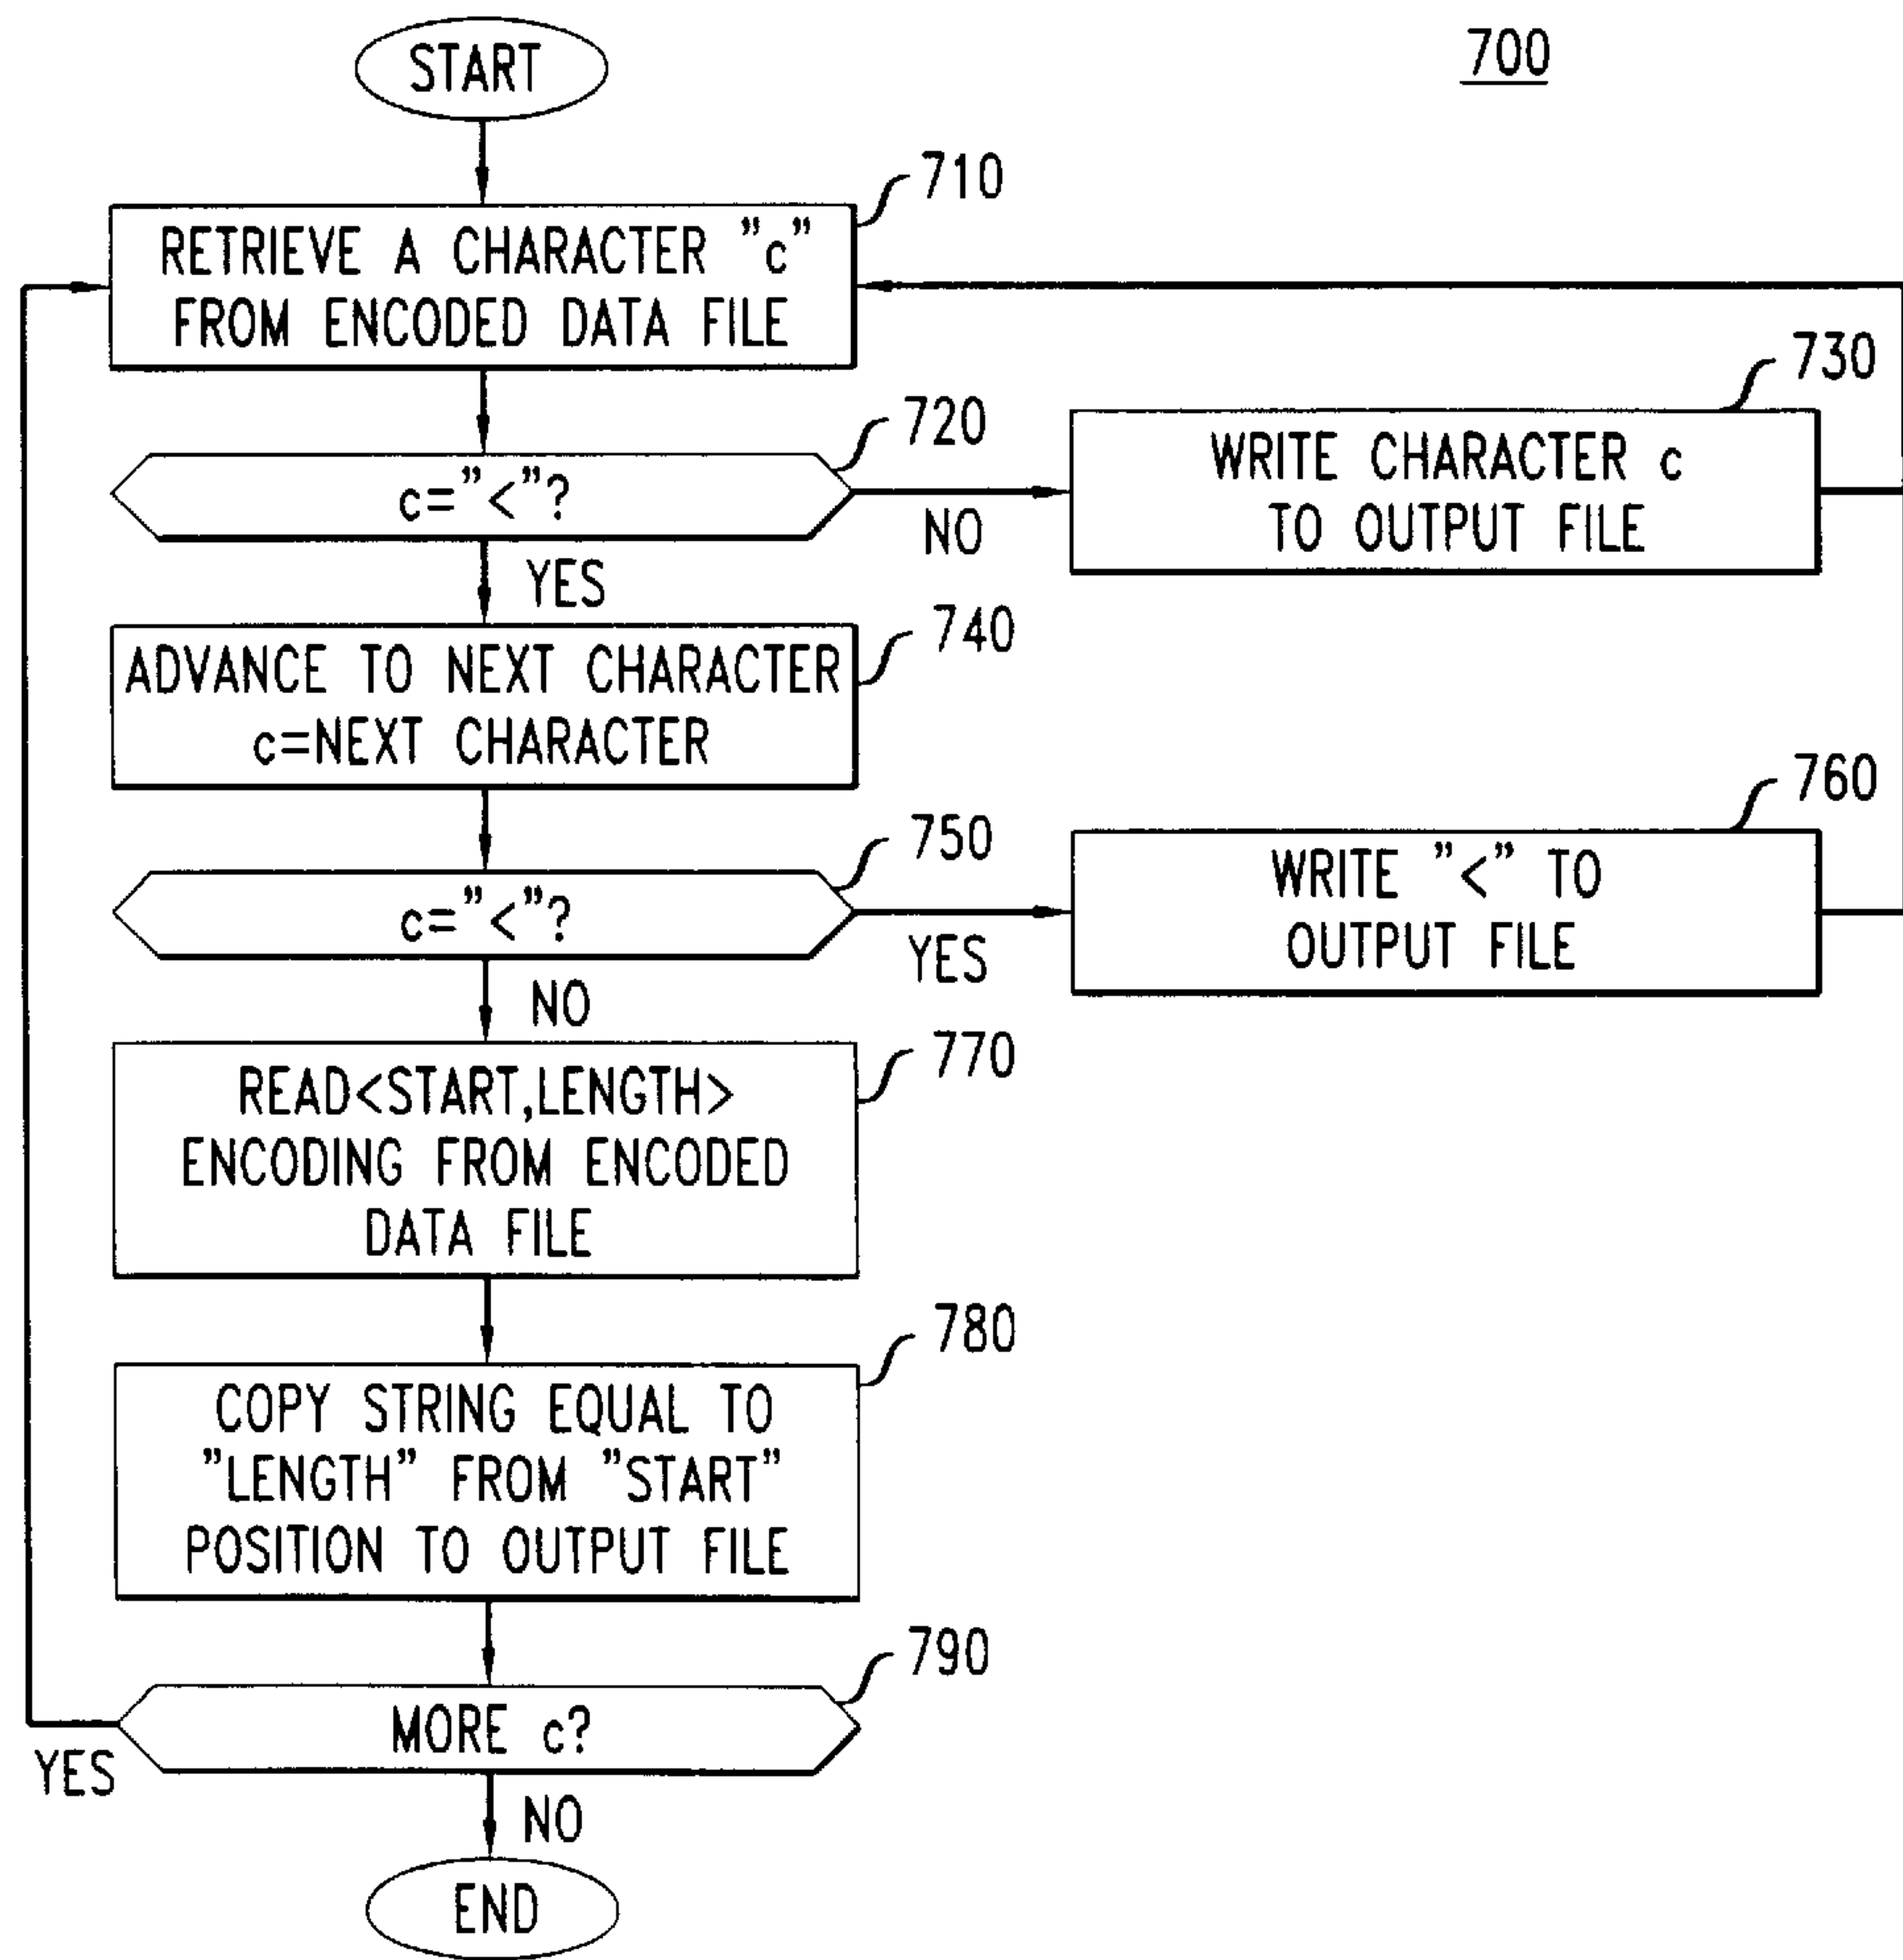 START
700
710
RETRIEVE A CHARACTER "c"
FROM ENCODED DATA FILE
720
c="<"?
NO
YES
730
WRITE CHARACTER c
TO OUTPUT FILE
740
ADVANCE TO NEXT CHARACTER
c=NEXT CHARACTER
750
c="<"?
YES
NO
760
WRITE "<" TO
OUTPUT FILE
770
READ<START,LENGTH>
ENCODING FROM ENCODED
DATA FILE
780
COPY STRING EQUAL TO
"LENGTH" FROM "START"
POSITION TO OUTPUT FILE
790
MORE c?
YES
NO
END